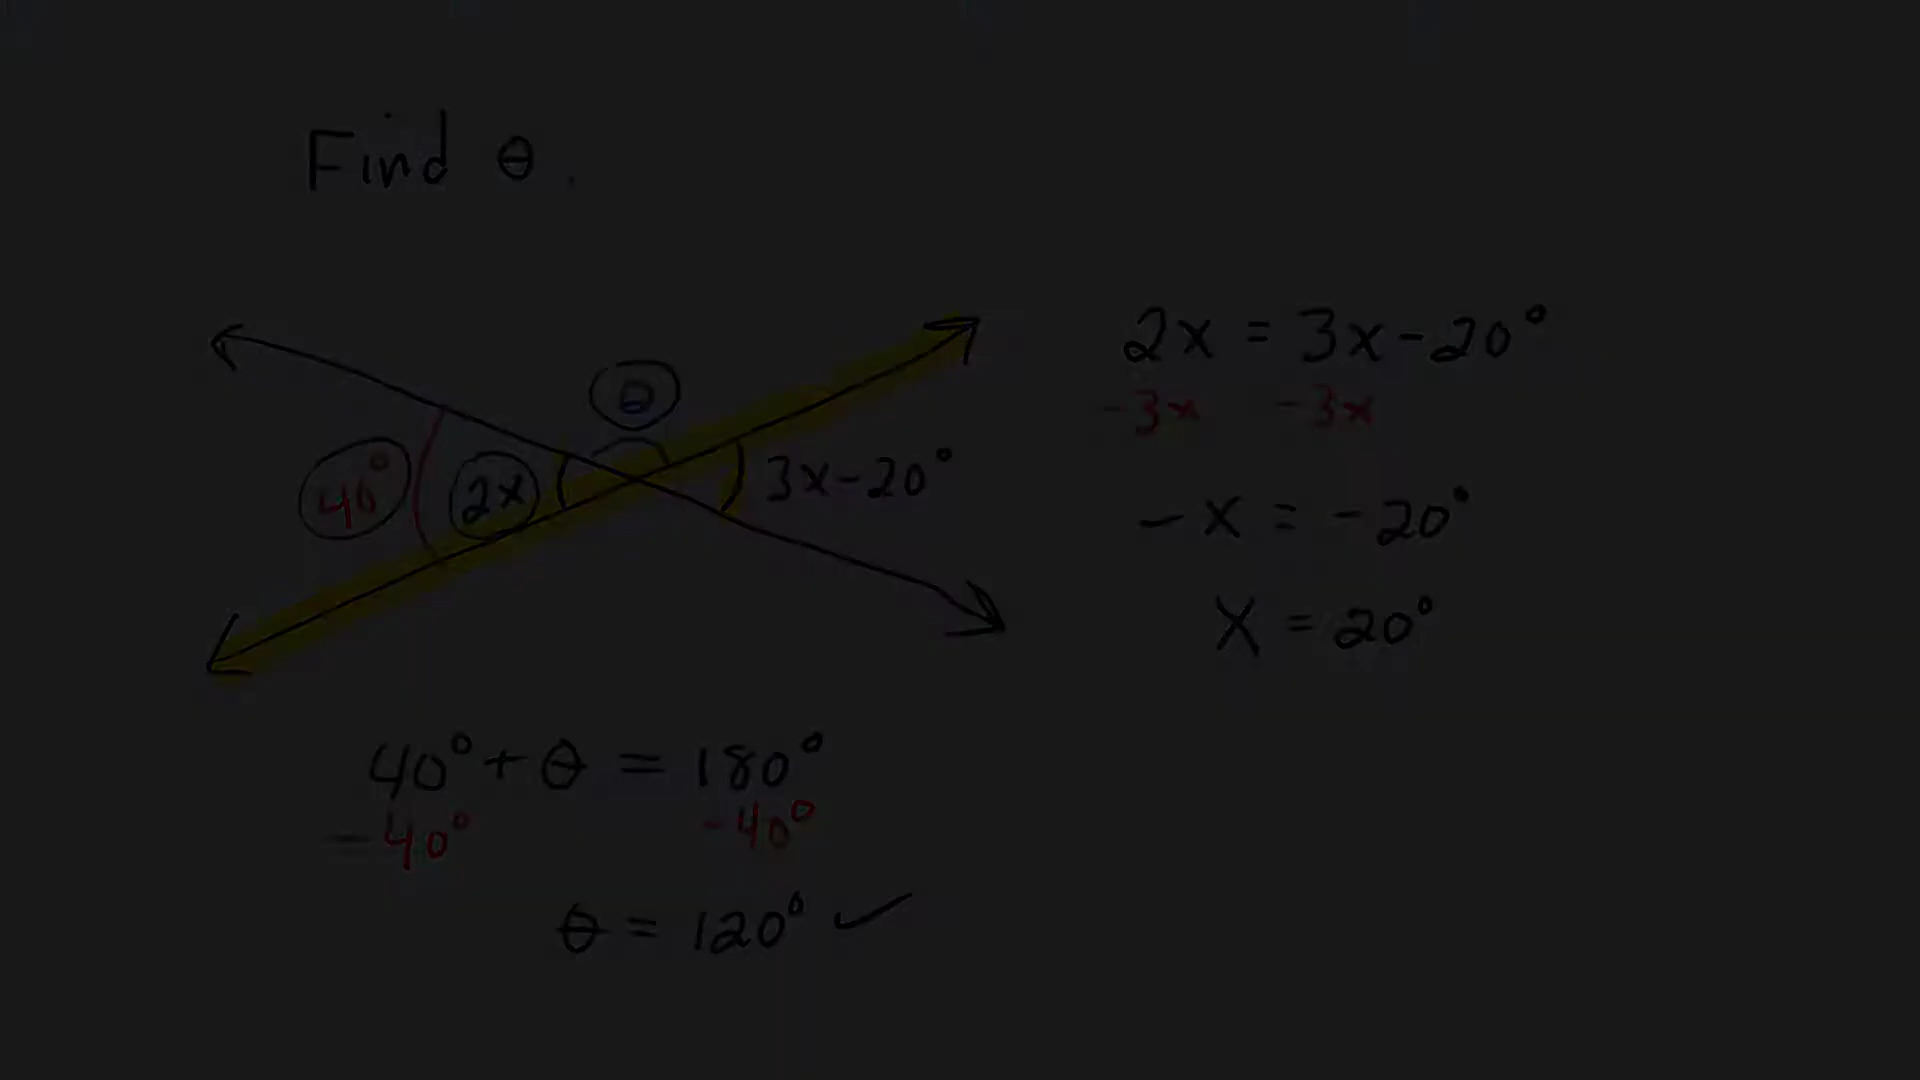 Find θ.
θ
40° 2x 3x-20°
2x = 3x-20°
-3x -3x
-x = -20°
x = 20°
40° + θ = 180°
-40° -40°
θ = 120° ✓